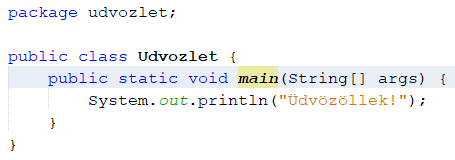 package udvozlet;

public class Udvozlet {
    public static void main(String[] args) {
        System.out.println("Üdvözöllek!");
    }
}